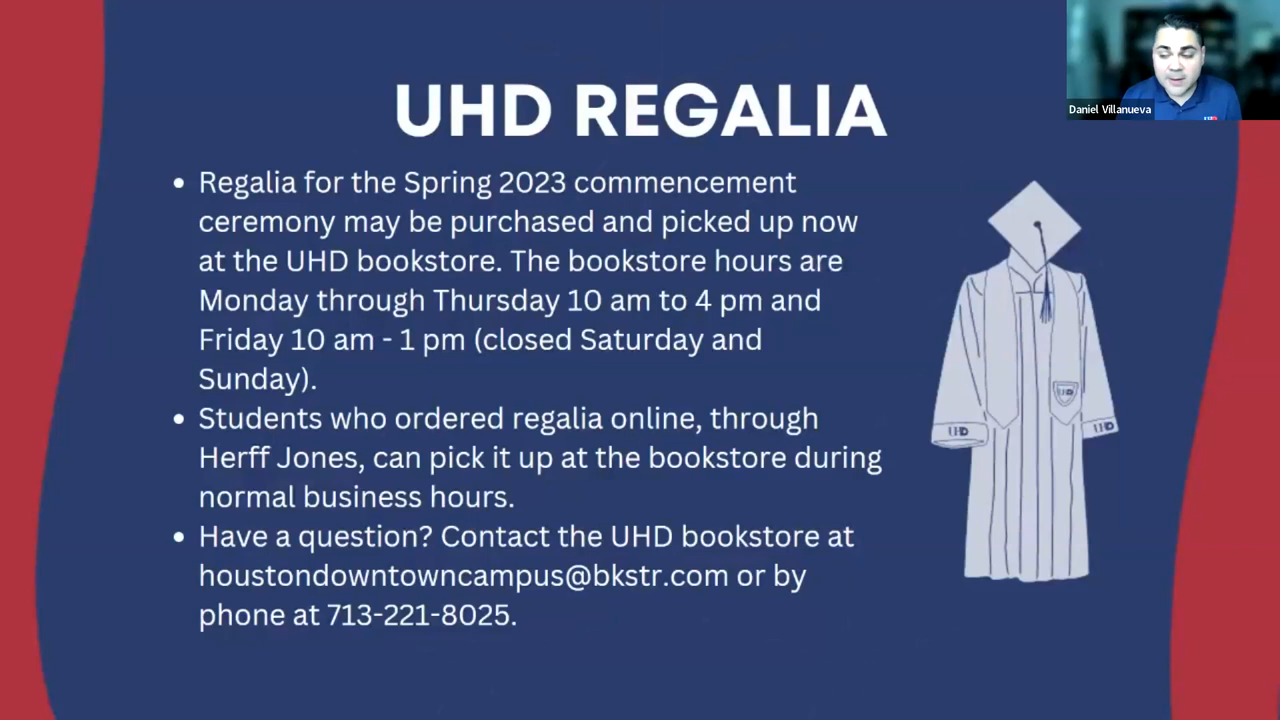 UHD REGALIA
Daniel Villanueva
• Regalia for the Spring 2023 commencement
ceremony may be purchased and picked up now
at the UHD bookstore. The bookstore hours are
Monday through Thursday 10 am to 4 pm and
Friday 10 am - 1 pm (closed Saturday and
Sunday).
• Students who ordered regalia online, through
Herff Jones, can pick it up at the bookstore during
normal business hours.
• Have a question? Contact the UHD bookstore at
houstondowntowncampus@bkstr.com or by
phone at 713-221-8025.
UHD
UHD
UHD
UHD